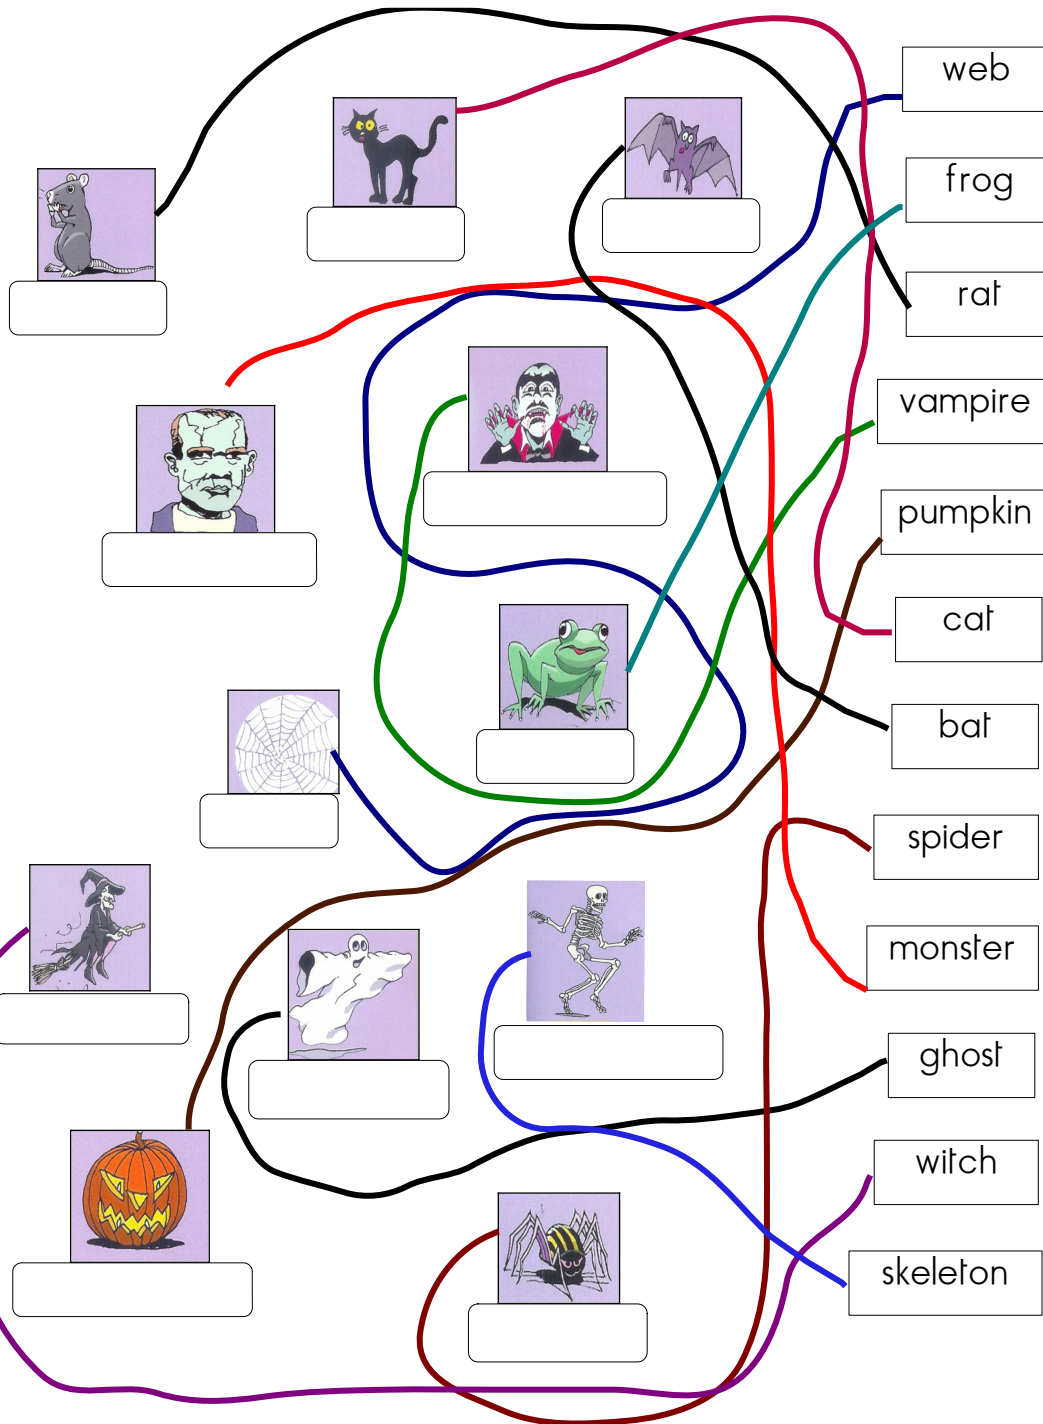 web
frog
rat
vampire
pumpkin
cat
bat
spider
monster
ghost
witch
skeleton